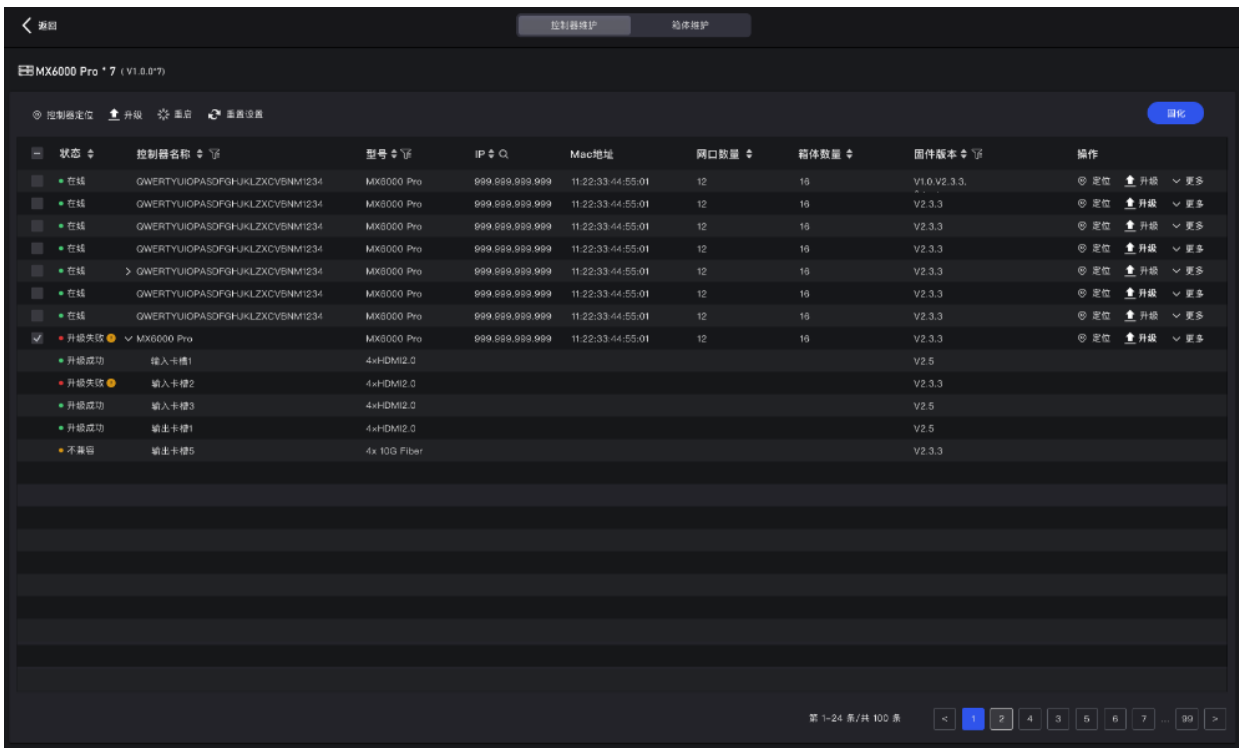 返回 控制器维护 箱体维护
MX6000 Pro * 7 (V1.0.0*7)
控制器定位 升级 重启 重置设置 固化
状态 控制器名称 型号 IP Mac地址 网口数量 箱体数量 固件版本 操作
在线 QWERTYUIOPASDFGHJKLZXCVBNM1234 MX6000 Pro 999.999.999.999 11:22:33:44:55:01 12 16 V1.0.V2.3.3. 定位 升级 更多
在线 QWERTYUIOPASDFGHJKLZXCVBNM1234 MX6000 Pro 999.999.999.999 11:22:33:44:55:01 12 16 V2.3.3 定位 升级 更多
在线 QWERTYUIOPASDFGHJKLZXCVBNM1234 MX6000 Pro 999.999.999.999 11:22:33:44:55:01 12 16 V2.3.3 定位 升级 更多
在线 QWERTYUIOPASDFGHJKLZXCVBNM1234 MX6000 Pro 999.999.999.999 11:22:33:44:55:01 12 16 V2.3.3 定位 升级 更多
在线 QWERTYUIOPASDFGHJKLZXCVBNM1234 MX6000 Pro 999.999.999.999 11:22:33:44:55:01 12 16 V2.3.3 定位 升级 更多
在线 QWERTYUIOPASDFGHJKLZXCVBNM1234 MX6000 Pro 999.999.999.999 11:22:33:44:55:01 12 16 V2.3.3 定位 升级 更多
在线 QWERTYUIOPASDFGHJKLZXCVBNM1234 MX6000 Pro 999.999.999.999 11:22:33:44:55:01 12 16 V2.3.3 定位 升级 更多
升级失败 MX6000 Pro MX6000 Pro 999.999.999.999 11:22:33:44:55:01 12 16 V2.3.3 定位 升级 更多
升级成功 输入卡槽1 4xHDMI2.0 V2.5
升级失败 输入卡槽2 4xHDMI2.0 V2.3.3
升级成功 输入卡槽3 4xHDMI2.0 V2.5
升级成功 输出卡槽1 4xHDMI2.0 V2.5
不兼容 输出卡槽5 4x 10G Fiber V2.3.3
第 1-24 条/共 100 条 < 1 2 4 3 5 6 7 ... 99 >